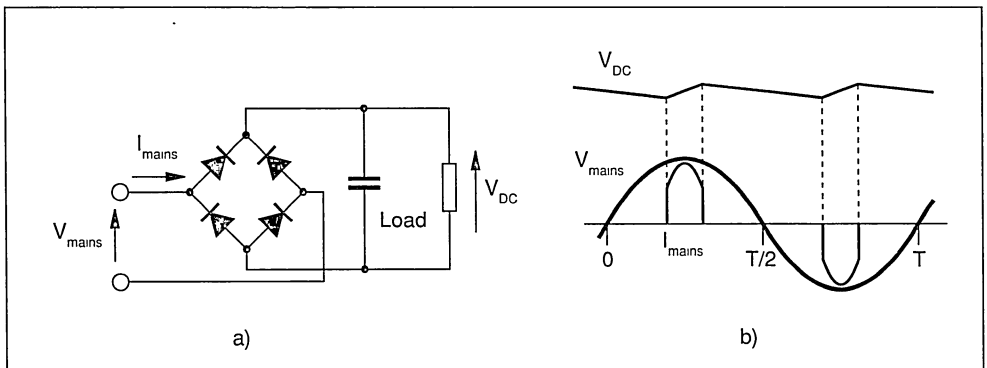 I mains
V mains
Load
V DC
a)
V DC
V mains
0
I mains
T/2
T
b)